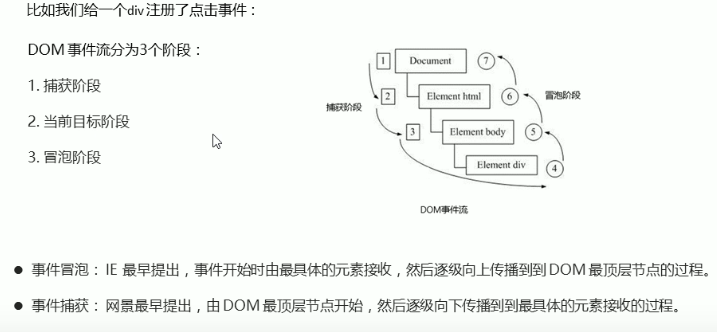 比如我们给一个div 注册了点击事件：
DOM 事件流分为3个阶段：
1. 捕获阶段
2. 当前目标阶段
3. 冒泡阶段
1 Document 7
2 Element html 6 冒泡阶段
捕获阶段
3 Element body 5
Element div 4
DOM事件流
● 事件冒泡： IE 最早提出，事件开始时由最具体的元素接收，然后逐级向上传播到到 DOM 最顶层节点的过程。
● 事件捕获： 网景最早提出，由 DOM 最顶层节点开始，然后逐级向下传播到到最具体的元素接收的过程。